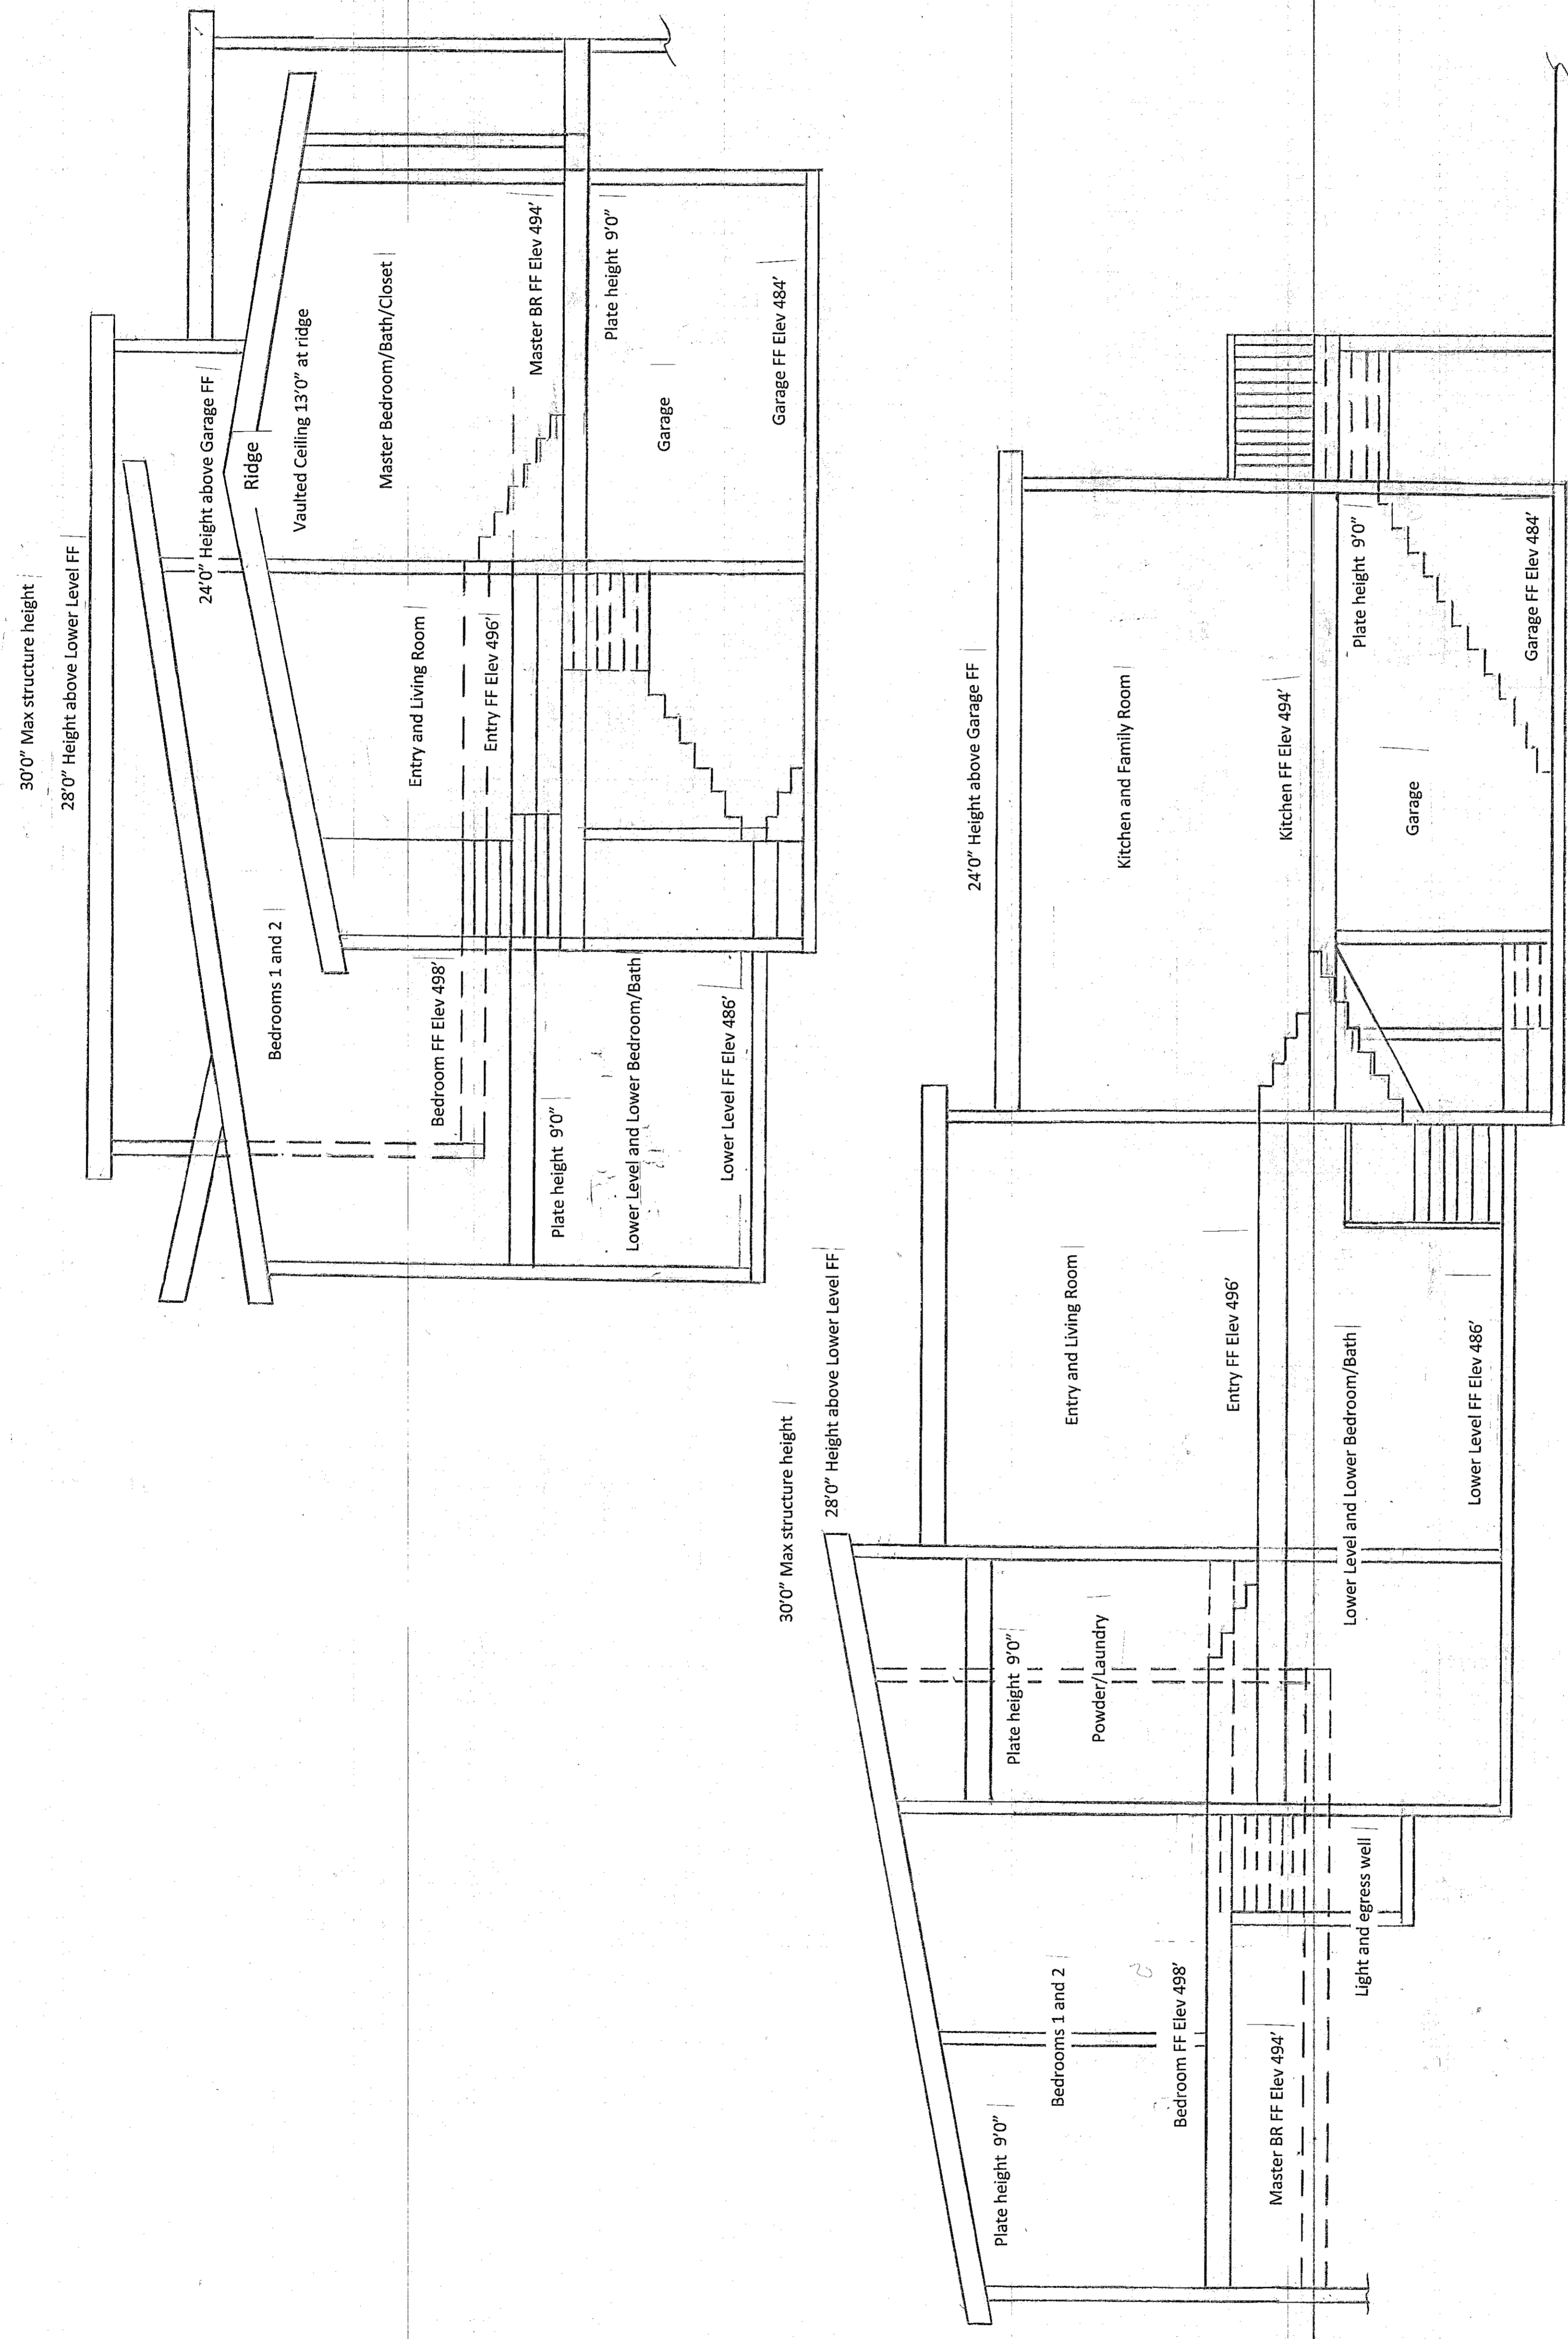 30'0" Max structure height
28'0" Height above Lower Level FF
24'0" Height above Garage FF
Ridge
Vaulted Ceiling 13'0" at ridge
Bedrooms 1 and 2
Master Bedroom/Bath/Closet
Entry and Living Room
Bedroom FF Elev 498'
Entry FF Elev 496'
Master BR FF Elev 494'
Plate height 9'0"
Plate height 9'0"
Lower Level and Lower Bedroom/Bath
Garage
Lower Level FF Elev 486'
Garage FF Elev 484'
30'0" Max structure height
28'0" Height above Lower Level FF
24'0" Height above Garage FF
Plate height 9'0"
Plate height 9'0"
Bedrooms 1 and 2
Powder/Laundry
Entry and Living Room
Kitchen and Family Room
Bedroom FF Elev 498'
Entry FF Elev 496'
Kitchen FF Elev 494'
Master BR FF Elev 494'
Light and egress well
Lower Level and Lower Bedroom/Bath
Plate height 9'0"
Garage
Lower Level FF Elev 486'
Garage FF Elev 484'